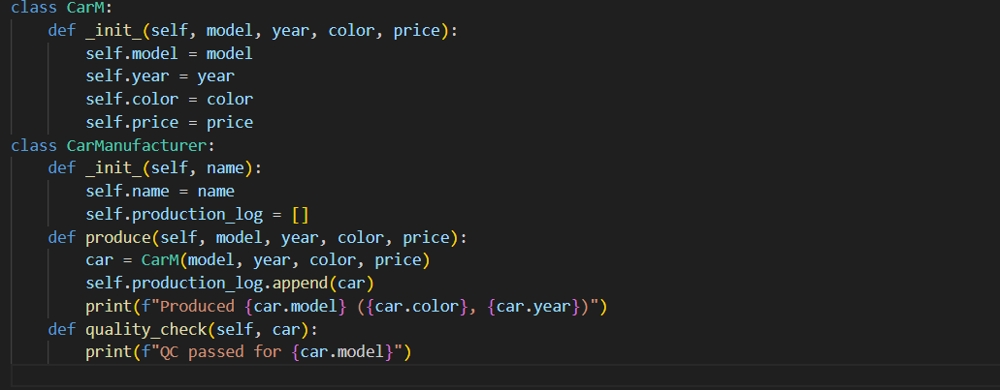 class CarM:
    def _init_(self, model, year, color, price):
        self.model = model
        self.year = year
        self.color = color
        self.price = price
class CarManufacturer:
    def _init_(self, name):
        self.name = name
        self.production_log = []
    def produce(self, model, year, color, price):
        car = CarM(model, year, color, price)
        self.production_log.append(car)
        print(f"Produced {car.model} ({car.color}, {car.year})")
    def quality_check(self, car):
        print(f"QC passed for {car.model}")